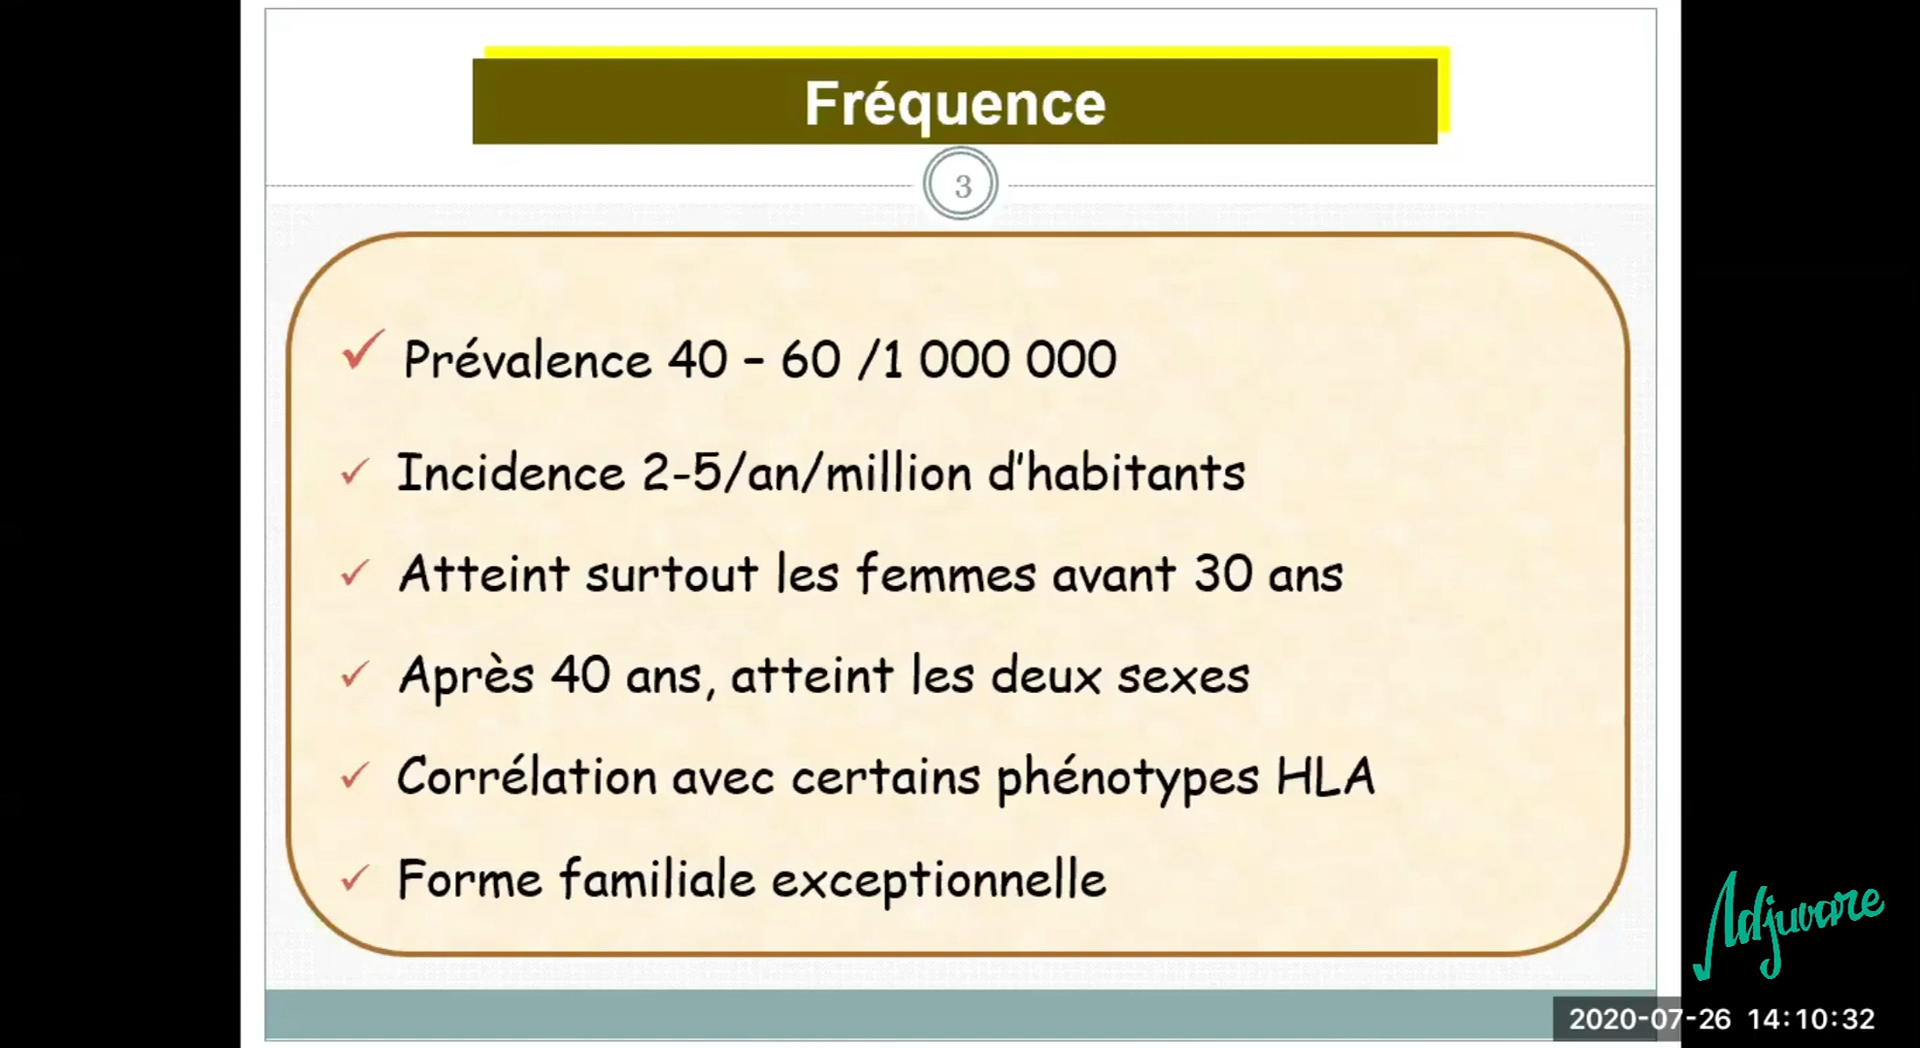 Fréquence
3
Prévalence 40 – 60 /1 000 000
Incidence 2-5/an/million d’habitants
Atteint surtout les femmes avant 30 ans
Après 40 ans, atteint les deux sexes
Corrélation avec certains phénotypes HLA
Forme familiale exceptionnelle
Adjuvare
2020-07-26 14:10:32